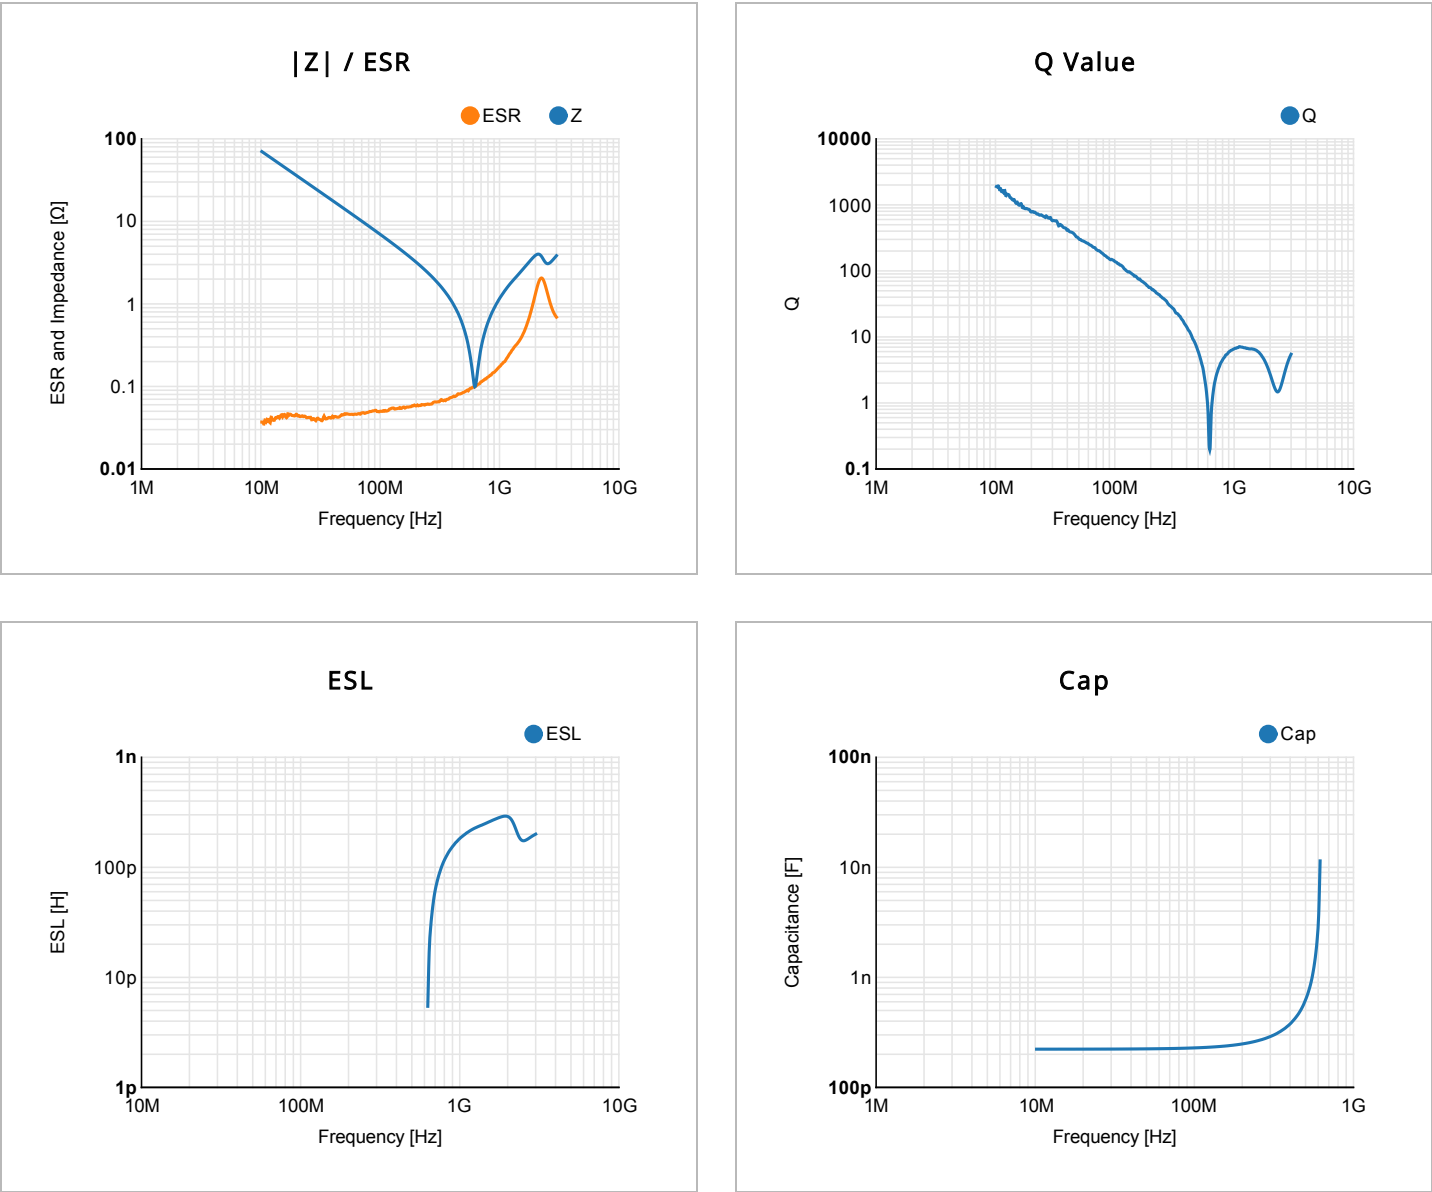 |Z| / ESR
ESR Z
100
10
1
0.1
0.01
1M 10M 100M 1G 10G
ESR and Impedance [Ω]
Frequency [Hz]
Q Value
Q
10000
1000
100
10
1
0.1
1M 10M 100M 1G 10G
Q
Frequency [Hz]
ESL
ESL
1n
100p
10p
1p
10M 100M 1G 10G
ESL [H]
Frequency [Hz]
Cap
Cap
100n
10n
1n
100p
1M 10M 100M 1G
Capacitance [F]
Frequency [Hz]